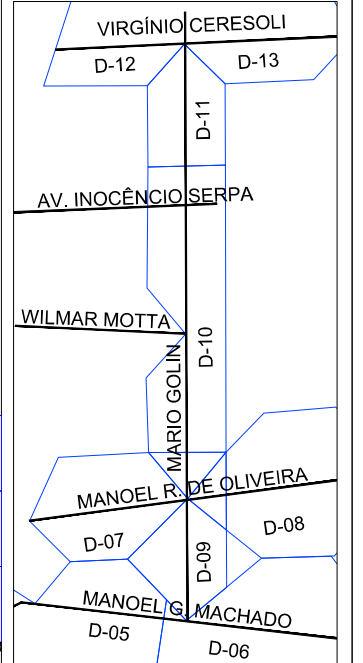 VIRGÍNIO CERESOLI
D-12
D-13
D-11
AV. INOCÊNCIO SERPA
WILMAR MOTTA
MARIO GOLIN
D-10
MANOEL R. DE OLIVEIRA
D-07
D-08
D-09
MANOEL G. MACHADO
D-05
D-06